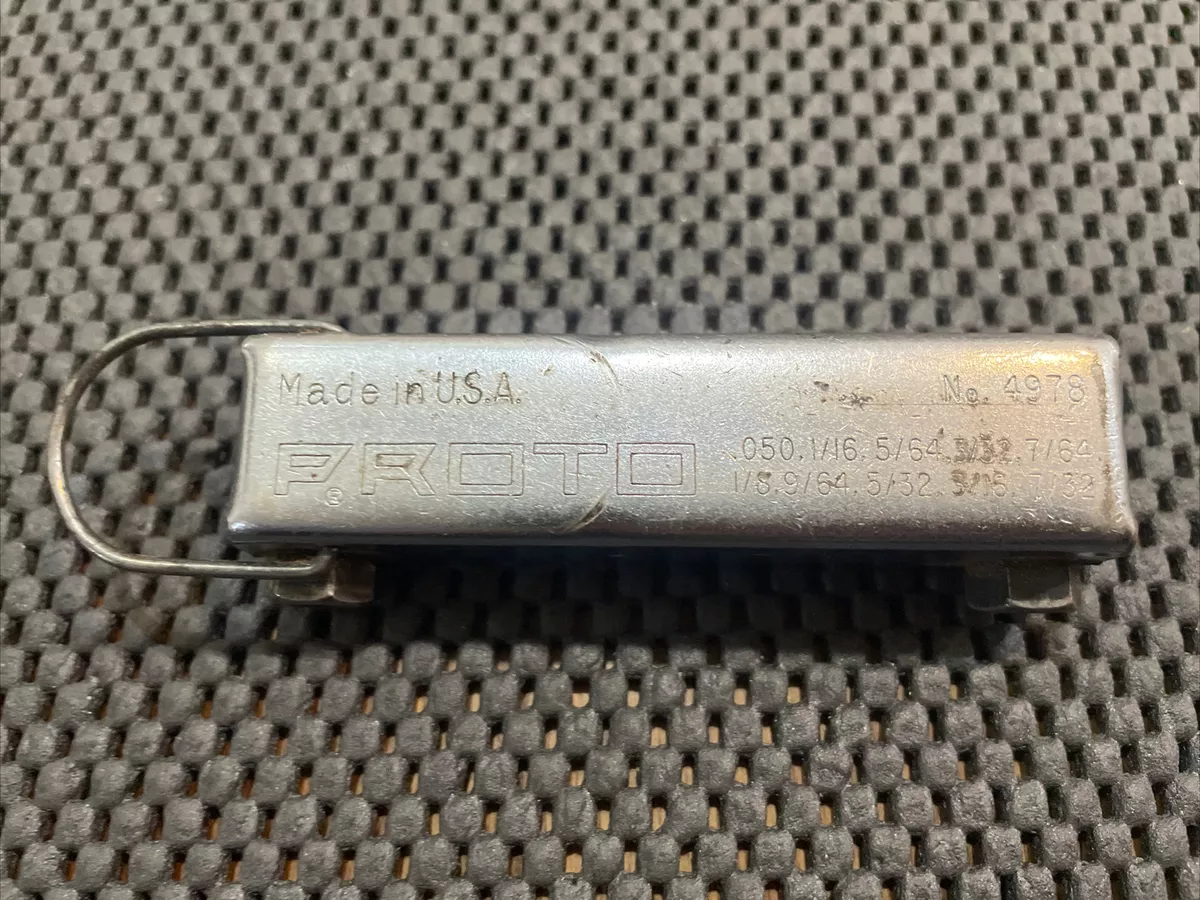 Made in U.S.A.
No. 4978
PROTO
®
.050, 1/16, 5/64, 3/32, 7/64
1/8, 9/64, 5/32, 3/16, 7/32